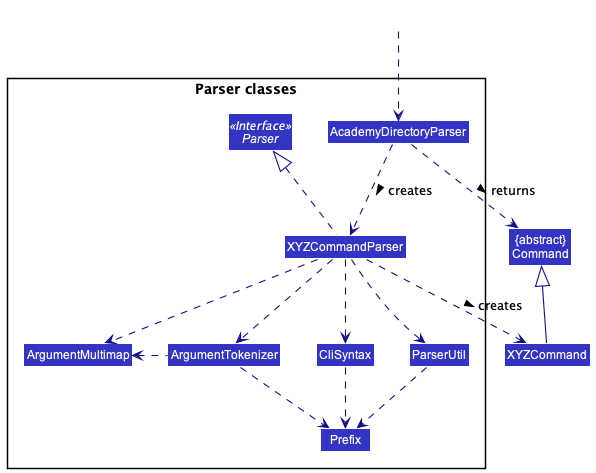 Parser classes
«Interface»
Parser
AcademyDirectoryParser
creates
returns
{abstract}
Command
XYZCommandParser
creates
ArgumentMultimap
ArgumentTokenizer
CliSyntax
ParserUtil
XYZCommand
Prefix